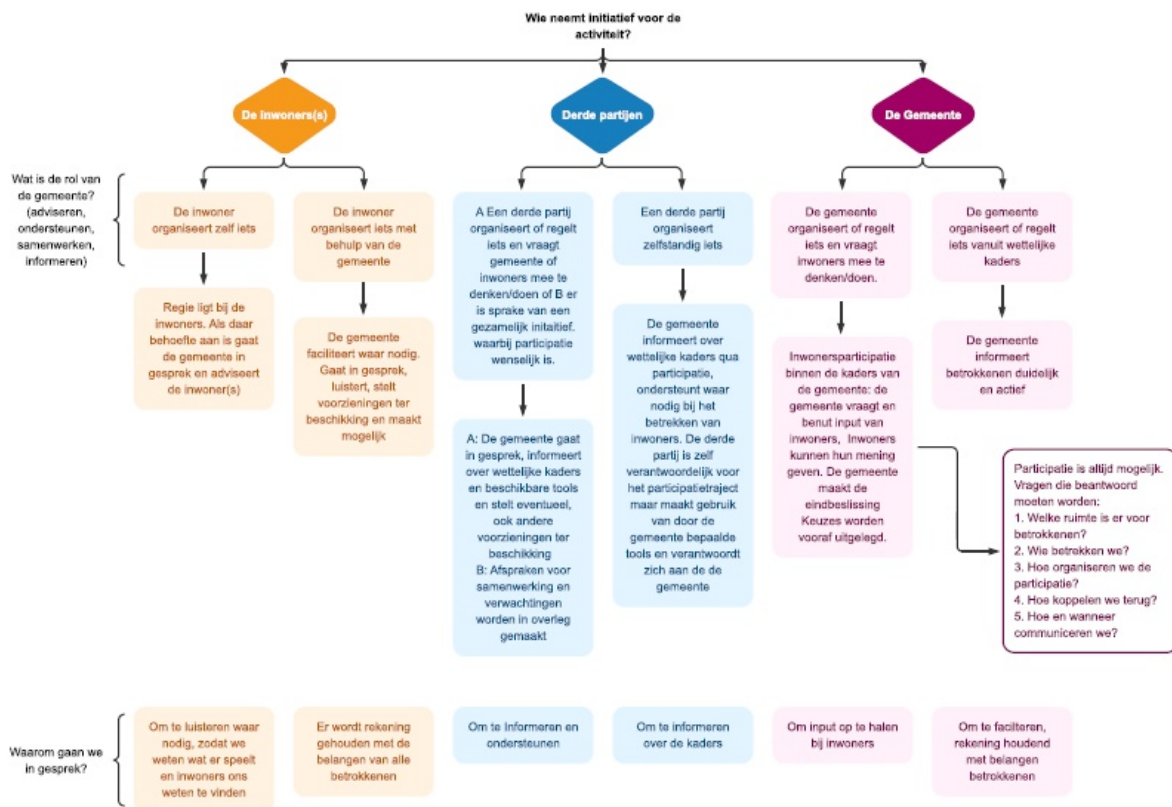 Wie neemt initiatief voor de
activiteit?
De inwoners(s)
Derde partijen
De Gemeente
Wat is de rol van
de gemeente?
(adviseren,
ondersteunen,
samenwerken,
informeren)
De inwoner
organiseert zelf iets
De inwoner
organiseert iets met
behulp van de
gemeente
A Een derde partij
organiseert of regelt
iets en vraagt
gemeente of
inwoners mee te
denken/doen of B er
is sprake van een
gezamelijk initaitief.
waarbij participatie
wenselijk is.
Een derde partij
organiseert
zelfstandig iets
De gemeente
organiseert of regelt
iets en vraagt
inwoners mee te
denken/doen.
De gemeente
organiseert of regelt
iets vanuit wettelijke
kaders
Regie ligt bij de
inwoners. Als daar
behoefte aan is gaat
de gemeente in
gesprek en adviseert
de inwoner(s)
De gemeente
faciliteert waar nodig.
Gaat in gesprek,
luistert, stelt
voorzieningen ter
beschikking en maakt
mogelijk
A: De gemeente gaat
in gesprek, informeert
over wettelijke kaders
en beschikbare tools
en stelt eventueel,
ook andere
voorzieningen ter
beschikking
B: Afspraken voor
samenwerking en
verwachtingen
worden in overleg
gemaakt
De gemeente
informeert over
wettelijke kaders qua
participatie,
ondersteunt waar
nodig bij het
betrekken van
inwoners. De derde
partij is zelf
verantwoordelijk voor
het participatietraject
maar maakt gebruik
van door de
gemeente bepaalde
tools en verantwoordt
zich aan de de
gemeente
Inwonersparticipatie
binnen de kaders van
de gemeente: de
gemeente vraagt en
benut input van
inwoners, Inwoners
kunnen hun mening
geven. De gemeente
maakt de
eindbeslissing
Keuzes worden
vooraf uitgelegd.
De gemeente
informeert
betrokkenen duidelijk
en actief
Participatie is altijd mogelijk.
Vragen die beantwoord
moeten worden:
1. Welke ruimte is er voor
betrokkenen?
2. Wie betrekken we?
3. Hoe organiseren we de
participatie?
4. Hoe koppelen we terug?
5. Hoe en wanneer
communiceren we?
Waarom gaan we
in gesprek?
Om te luisteren waar
nodig, zodat we
weten wat er speelt
en inwoners ons
weten te vinden
Er wordt rekening
gehouden met de
belangen van alle
betrokkenen
Om te Informeren en
ondersteunen
Om te informeren
over de kaders
Om input op te halen
bij inwoners
Om te facilteren,
rekening houdend
met belangen
betrokkenen